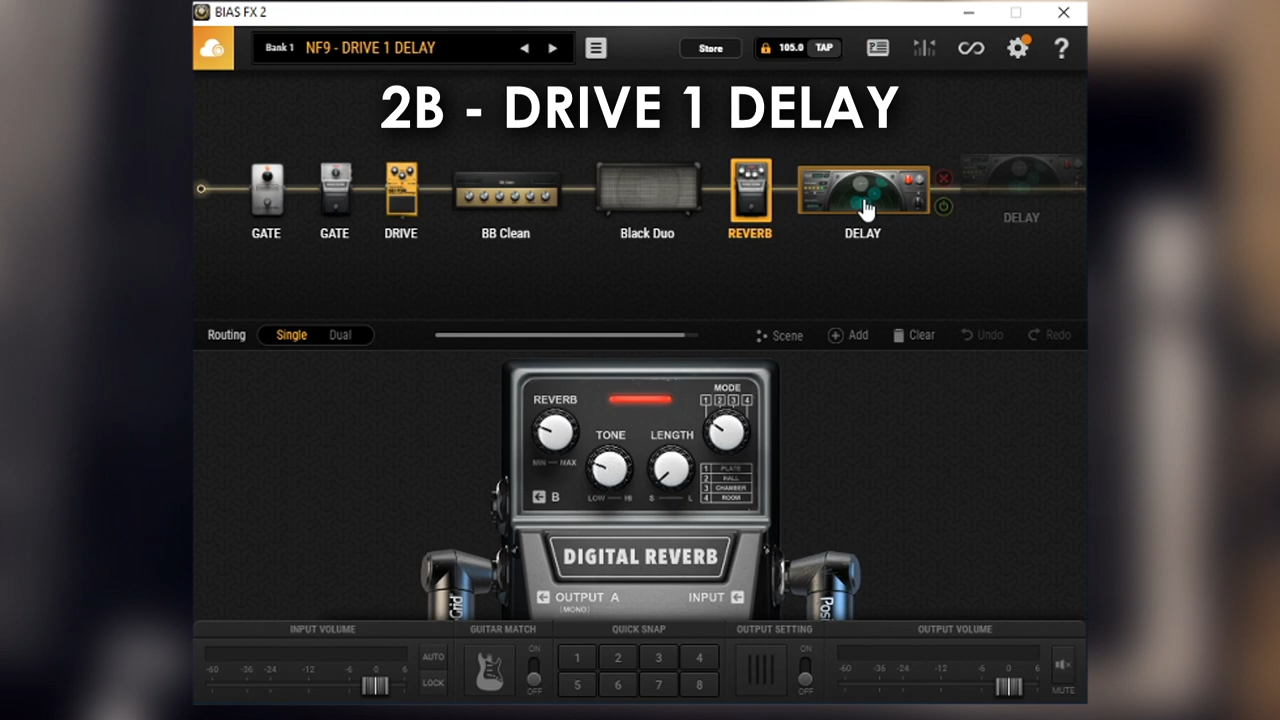 BIAS FX 2
Bank 1 NF9 - DRIVE 1 DELAY
Store
105.0 TAP
2B - DRIVE 1 DELAY
GATE GATE DRIVE BB Clean Black Duo REVERB DELAY DELAY
Routing Single Dual Scene Add Clear Undo Redo
REVERB MODE
1 2 3 4
TONE LENGTH
MIN MAX
1 PLATE
2 HALL
3 CHAMBER
4 ROOM
B LOW HI S L
DIGITAL REVERB
OUTPUT A INPUT
(MONO)
INPUT VOLUME GUITAR MATCH QUICK SNAP OUTPUT SETTING OUTPUT VOLUME
-60 -36 -24 -12 -6 0 6
AUTO
LOCK
ON
OFF
1 2 3 4
5 6 7 8
ON
OFF
-60 -36 -24 -12 -6 0 6
MUTE